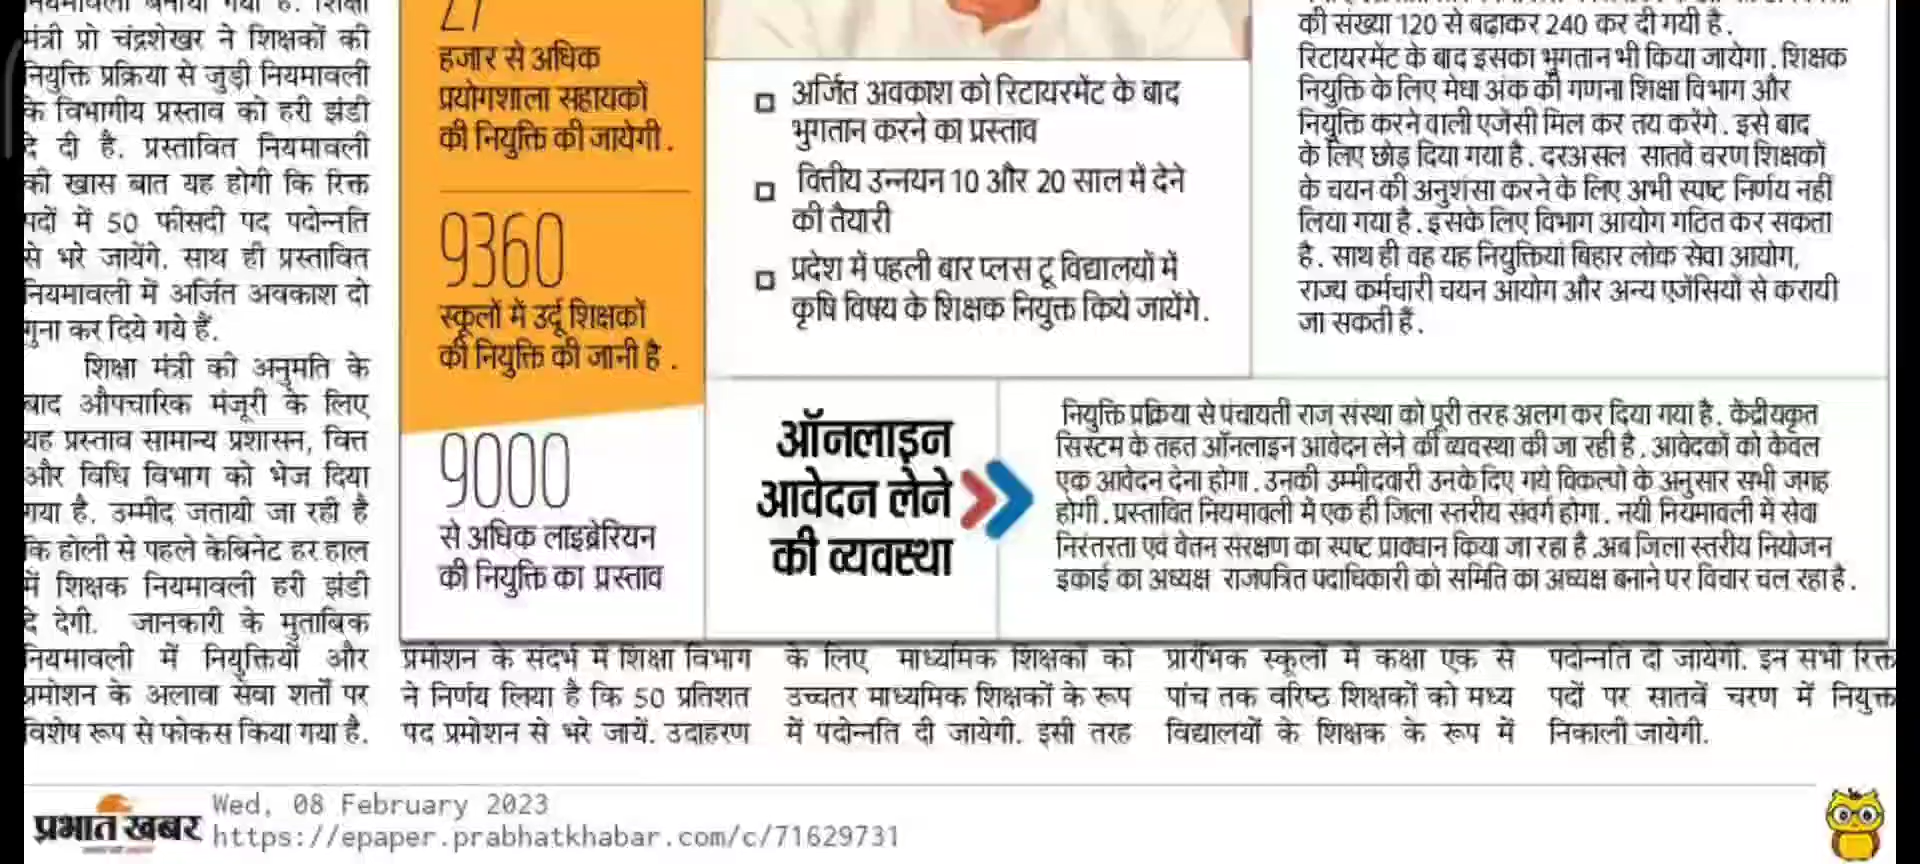 मंत्री प्रो चंद्रशेखर ने शिक्षकों की
नियुक्ति प्रक्रिया से जुड़ी नियमावली
के विभागीय प्रस्ताव को हरी झंडी
दे दी है. प्रस्तावित नियमावली
की खास बात यह होगी कि रिक्त
पदों में 50 फीसदी पद पदोन्नति
से भरे जायेंगे. साथ ही प्रस्तावित
नियमावली में अर्जित अवकाश दो
गुना कर दिये गये हैं.
शिक्षा मंत्री की अनुमति के
बाद औपचारिक मंजूरी के लिए
यह प्रस्ताव सामान्य प्रशासन, वित्त
और विधि विभाग को भेज दिया
गया है. उम्मीद जतायी जा रही है
कि होली से पहले केबिनेट हर हाल
में शिक्षक नियमावली हरी झंडी
दे देगी. जानकारी के मुताबिक
नियमावली में नियुक्तियों और
प्रमोशन के अलावा सेवा शर्तों पर
विशेष रूप से फोकस किया गया है.
27
हजार से अधिक
प्रयोगशाला सहायकों
की नियुक्ति की जायेगी.
9360
स्कूलों में उर्दू शिक्षकों
की नियुक्ति की जानी है.
9000
से अधिक लाइब्रेरियन
की नियुक्ति का प्रस्ताव
अर्जित अवकाश को रिटायरमेंट के बाद
भुगतान करने का प्रस्ताव
वित्तीय उन्नयन 10 और 20 साल में देने
की तैयारी
प्रदेश में पहली बार प्लस टू विद्यालयों में
कृषि विषय के शिक्षक नियुक्त किये जायेंगे.
की संख्या 120 से बढ़ाकर 240 कर दी गयी है.
रिटायरमेंट के बाद इसका भुगतान भी किया जायेगा. शिक्षक
नियुक्ति के लिए मेधा अंक की गणना शिक्षा विभाग और
नियुक्ति करने वाली एजेंसी मिल कर तय करेंगे. इसे बाद
के लिए छोड़ दिया गया है. दरअसल सातवें चरण शिक्षकों
के चयन की अनुशंसा करने के लिए अभी स्पष्ट निर्णय नहीं
लिया गया है. इसके लिए विभाग आयोग गठित कर सकता
है. साथ ही वह यह नियुक्तियां बिहार लोक सेवा आयोग,
राज्य कर्मचारी चयन आयोग और अन्य एजेंसियों से करायी
जा सकती हैं.
ऑनलाइन
आवेदन लेने
की व्यवस्था
नियुक्ति प्रक्रिया से पंचायती राज संस्था को पूरी तरह अलग कर दिया गया है. केंद्रीयकृत
सिस्टम के तहत ऑनलाइन आवेदन लेने की व्यवस्था की जा रही है. आवेदकों को केवल
एक आवेदन देना होगा. उनकी उम्मीदवारी उनके दिए गये विकल्पों के अनुसार सभी जगह
होगी. प्रस्तावित नियमावली में एक ही जिला स्तरीय संवर्ग होगा. नयी नियमावली में सेवा
निरंतरता एवं वेतन संरक्षण का स्पष्ट प्रावधान किया जा रहा है.अब जिला स्तरीय नियोजन
इकाई का अध्यक्ष राजपत्रित पदाधिकारी को समिति का अध्यक्ष बनाने पर विचार चल रहा है.
प्रमोशन के संदर्भ में शिक्षा विभाग
ने निर्णय लिया है कि 50 प्रतिशत
पद प्रमोशन से भरे जायें. उदाहरण
के लिए माध्यमिक शिक्षकों को
उच्चतर माध्यमिक शिक्षकों के रूप
में पदोन्नति दी जायेगी. इसी तरह
प्रारंभिक स्कूलों में कक्षा एक से
पांच तक वरिष्ठ शिक्षकों को मध्य
विद्यालयों के शिक्षक के रूप में
पदोन्नति दी जायेगी. इन सभी रिक्त
पदों पर सातवें चरण में नियुक्त
निकाली जायेगी.
प्रभात खबर
Wed, 08 February 2023
https://epaper.prabhatkhabar.com/c/71629731